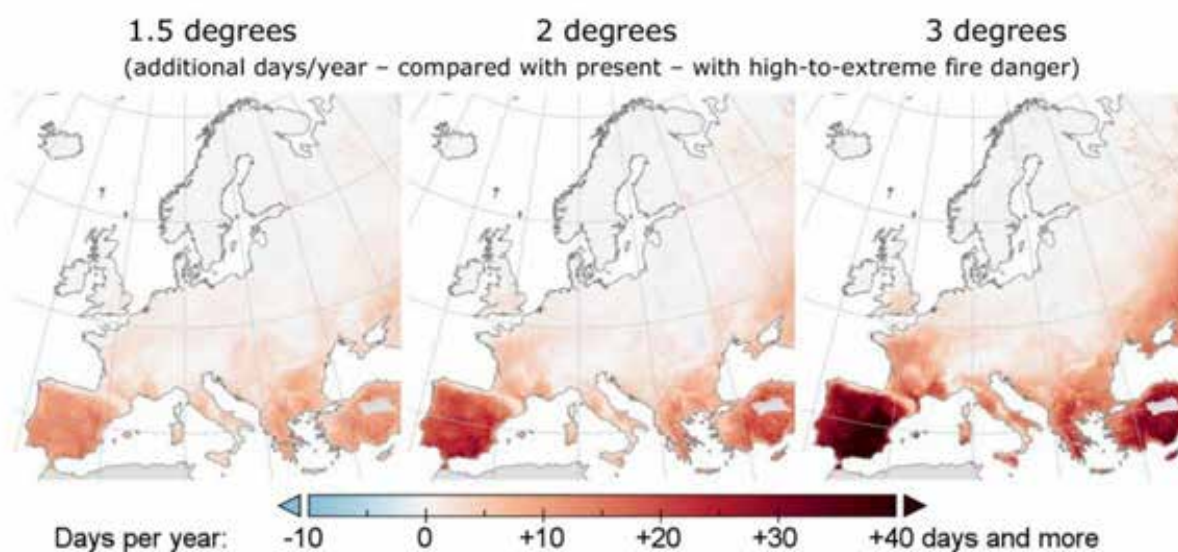 1.5 degrees 2 degrees 3 degrees
(additional days/year – compared with present – with high-to-extreme fire danger)
Days per year: -10 0 +10 +20 +30 +40 days and more